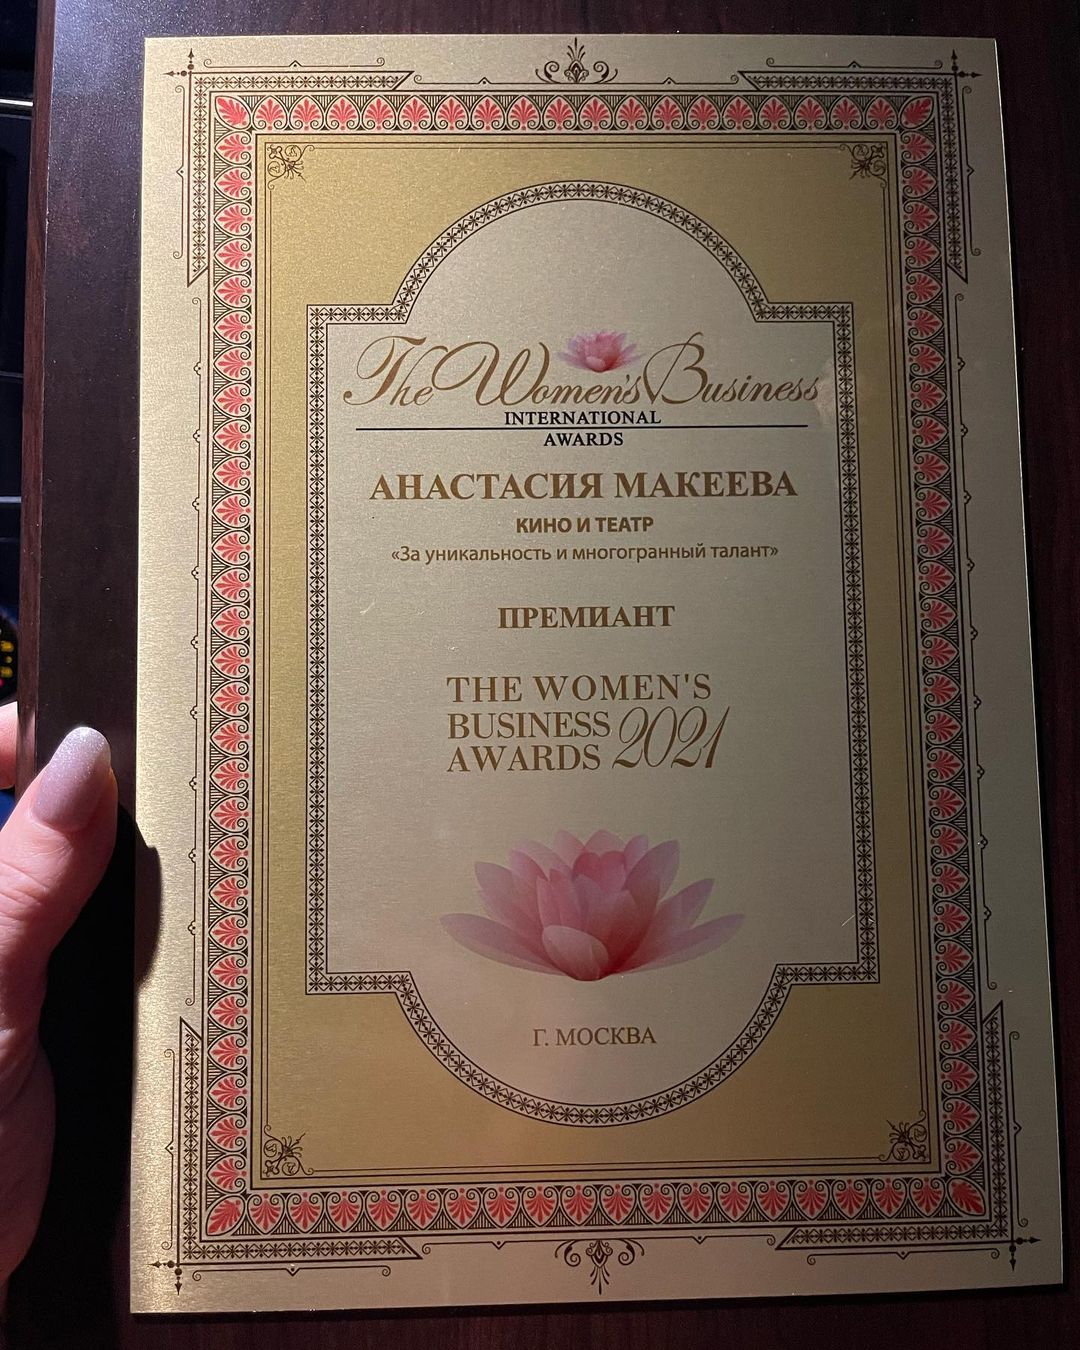 The Women's Business
INTERNATIONAL
AWARDS
АНАСТАСИЯ МАКЕЕВА
КИНО И ТЕАТР
«За уникальность и многогранный талант»
ПРЕМИАНТ
THE WOMEN'S
BUSINESS
AWARDS 2021
Г. МОСКВА